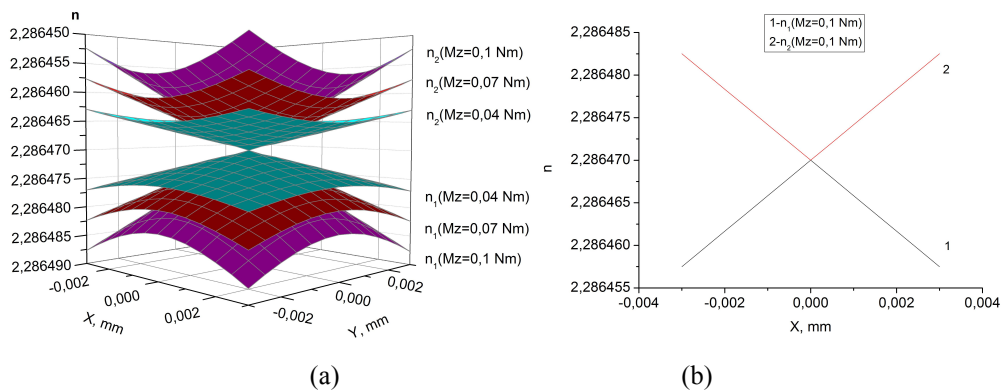 n
2,286450
2,286455
2,286460
2,286465
2,286470
2,286475
2,286480
2,286485
2,286490
n₂(Mz=0,1 Nm)
n₂(Mz=0,07 Nm)
n₂(Mz=0,04 Nm)
n₁(Mz=0,04 Nm)
n₁(Mz=0,07 Nm)
n₁(Mz=0,1 Nm)
-0,002
0,000
0,002
X, mm
-0,002
0,000
0,002
Y, mm
(a)
1-n₁(Mz=0,1 Nm)
2-n₂(Mz=0,1 Nm)
2,286485
2,286480
2,286475
2,286470
2,286465
2,286460
2,286455
n
2
1
-0,004 -0,002 0,000 0,002 0,004
X, mm
(b)